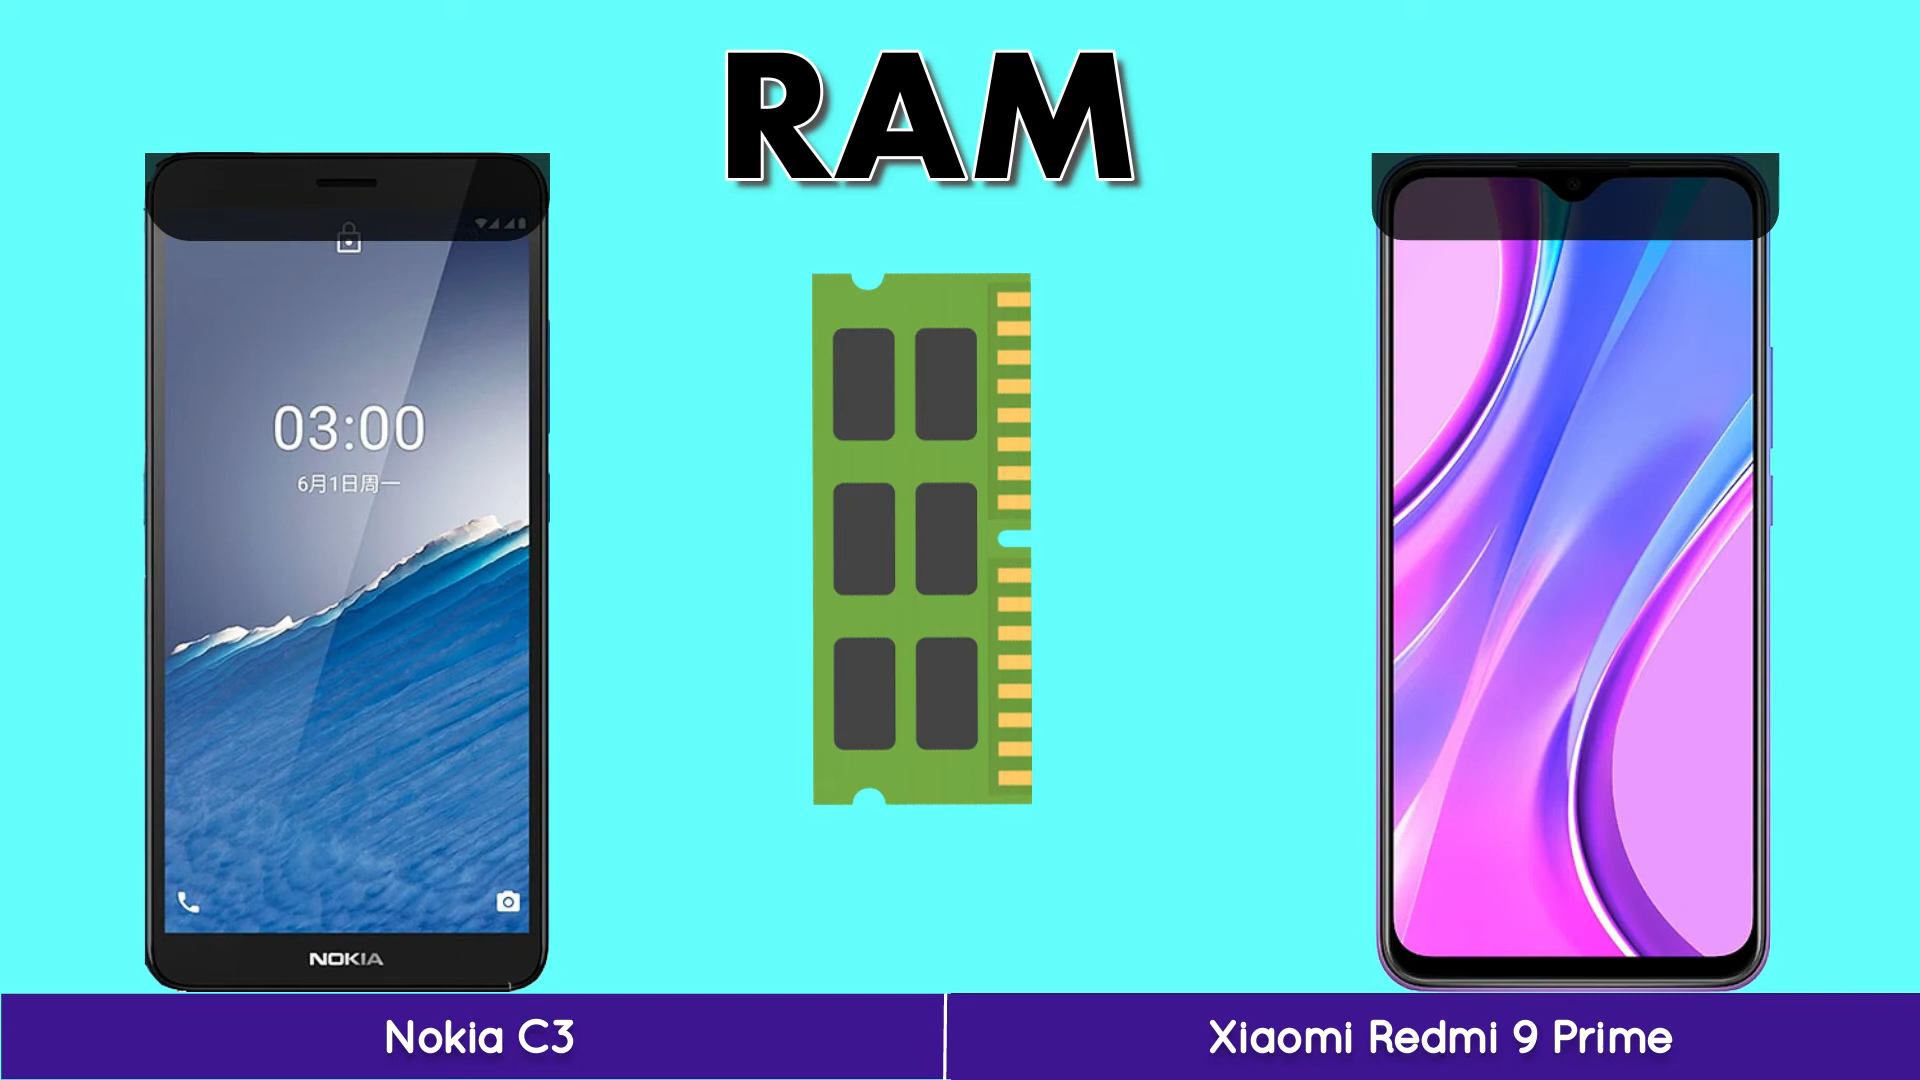 RAM
03:00
6月1日周一
NOKIA
Nokia C3
Xiaomi Redmi 9 Prime